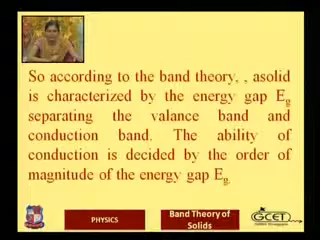 So according to the band theory, , asolid
is characterized by the energy gap Eg
separating the valance band and
conduction band. The ability of
conduction is decided by the order of
magnitude of the energy gap Eg.
PHYSICS
Band Theory of
Solids
GCET